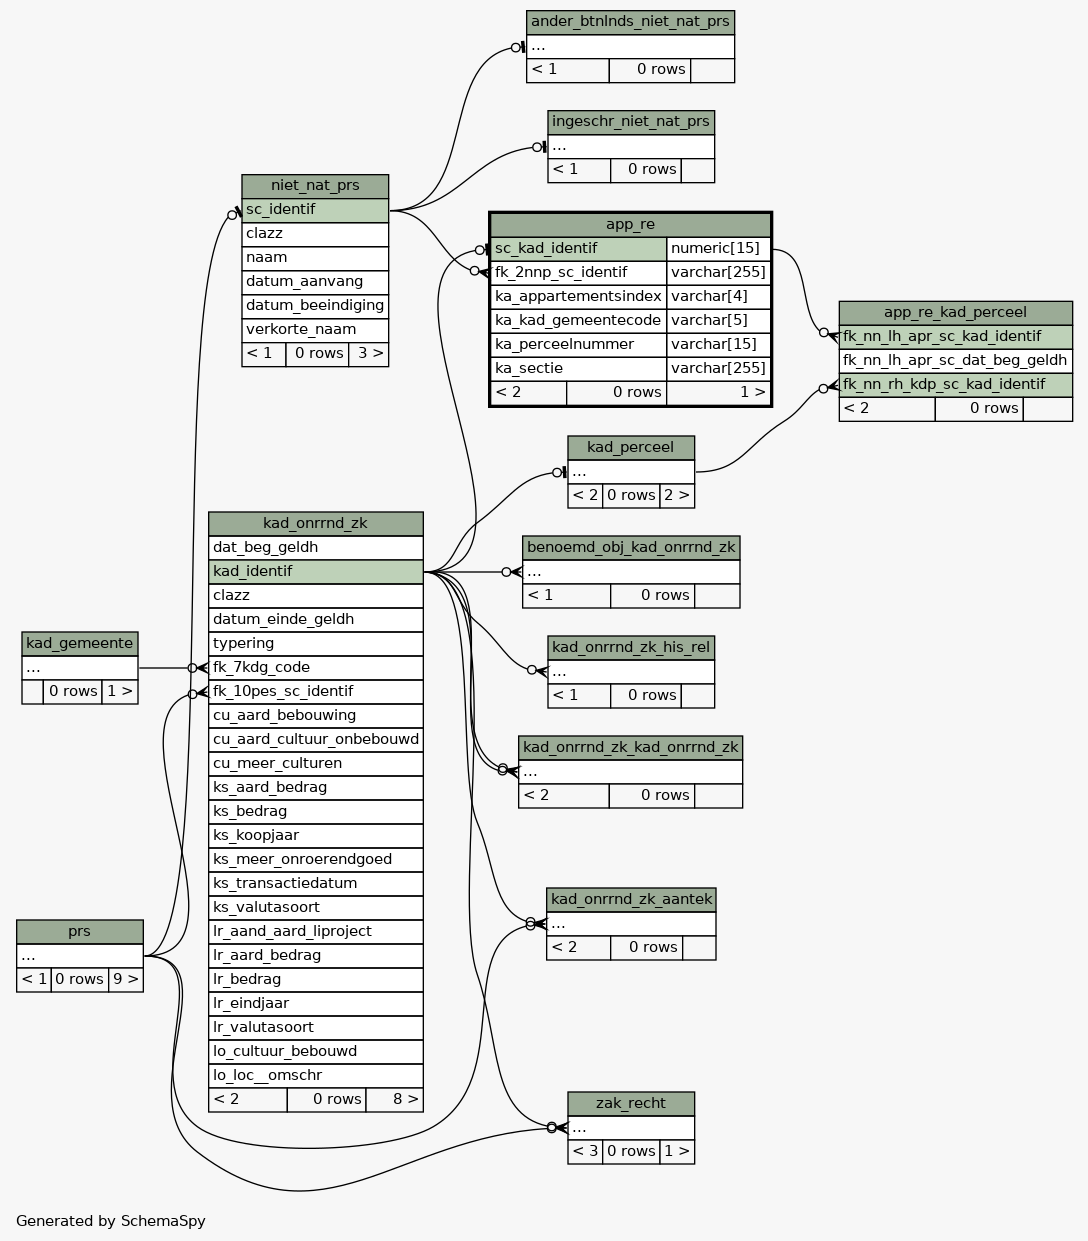 ander_btnlnds_niet_nat_prs
...
< 1 0 rows
ingeschr_niet_nat_prs
...
< 1 0 rows
niet_nat_prs
sc_identif
clazz
naam
datum_aanvang
datum_beeindiging
verkorte_naam
< 1 0 rows 3 >
app_re
sc_kad_identif numeric[15]
fk_2nnp_sc_identif varchar[255]
ka_appartementsindex varchar[4]
ka_kad_gemeentecode varchar[5]
ka_perceelnummer varchar[15]
ka_sectie varchar[255]
< 2 0 rows 1 >
app_re_kad_perceel
fk_nn_lh_apr_sc_kad_identif
fk_nn_lh_apr_sc_dat_beg_geldh
fk_nn_rh_kdp_sc_kad_identif
< 2 0 rows
kad_perceel
...
< 2 0 rows 2 >
kad_onrrnd_zk
dat_beg_geldh
kad_identif
clazz
datum_einde_geldh
typering
fk_7kdg_code
fk_10pes_sc_identif
cu_aard_bebouwing
cu_aard_cultuur_onbebouwd
cu_meer_culturen
ks_aard_bedrag
ks_bedrag
ks_koopjaar
ks_meer_onroerendgoed
ks_transactiedatum
ks_valutasoort
lr_aand_aard_liproject
lr_aard_bedrag
lr_bedrag
lr_eindjaar
lr_valutasoort
lo_cultuur_bebouwd
lo_loc__omschr
< 2 0 rows 8 >
benoemd_obj_kad_onrrnd_zk
...
< 1 0 rows
kad_gemeente
...
0 rows 1 >
kad_onrrnd_zk_his_rel
...
< 1 0 rows
kad_onrrnd_zk_kad_onrrnd_zk
...
< 2 0 rows
kad_onrrnd_zk_aantek
...
< 2 0 rows
prs
...
< 1 0 rows 9 >
zak_recht
...
< 3 0 rows 1 >
Generated by SchemaSpy